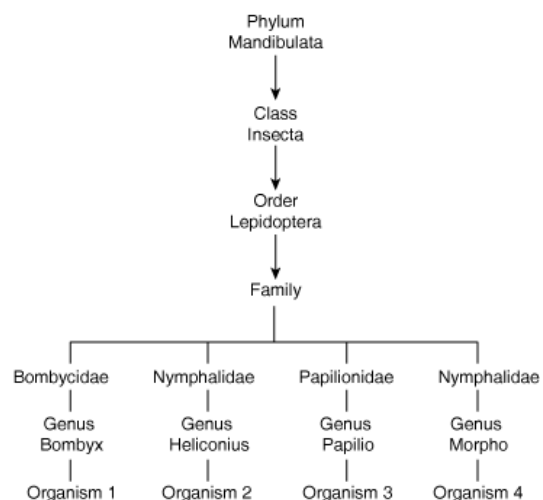 Phylum
Mandibulata
Class
Insecta
Order
Lepidoptera
Family
Bombycidae Nymphalidae Papilionidae Nymphalidae
Genus Genus Genus Genus
Bombyx Heliconius Papilio Morpho
Organism 1 Organism 2 Organism 3 Organism 4